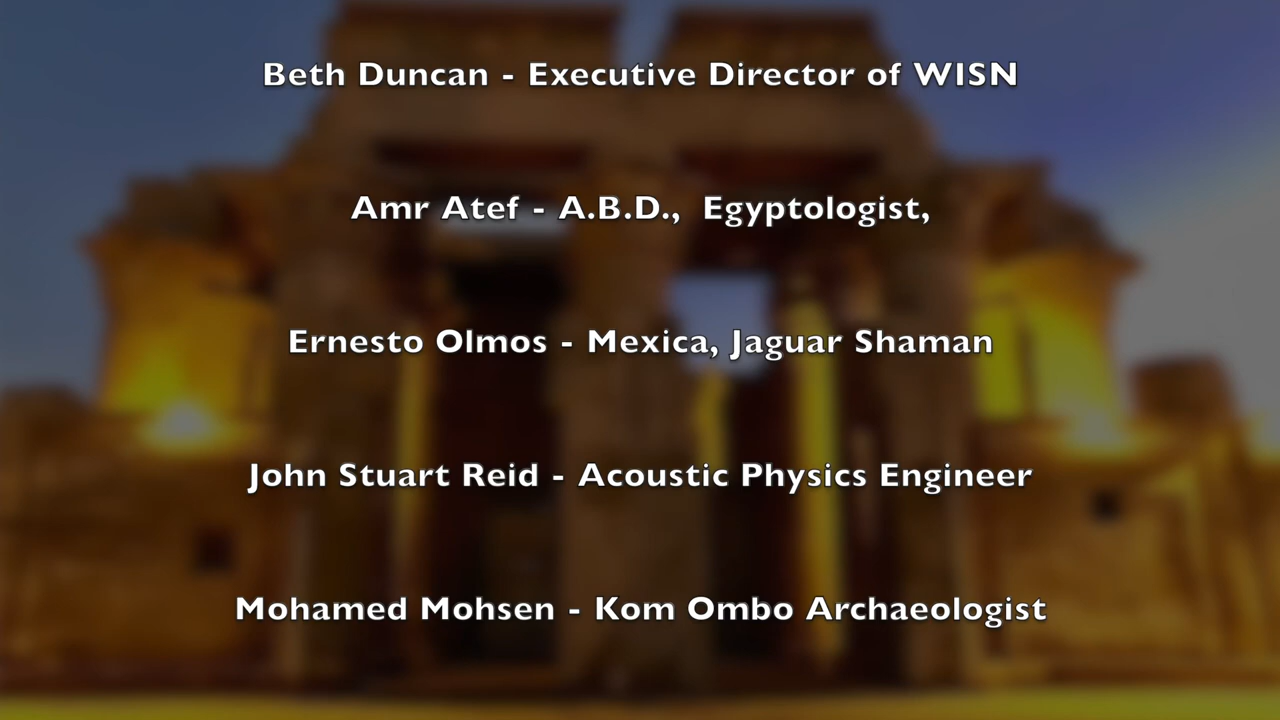 Beth Duncan - Executive Director of WISN
Amr Atef - A.B.D.,  Egyptologist,
Ernesto Olmos - Mexica, Jaguar Shaman
John Stuart Reid - Acoustic Physics Engineer
Mohamed Mohsen - Kom Ombo Archaeologist